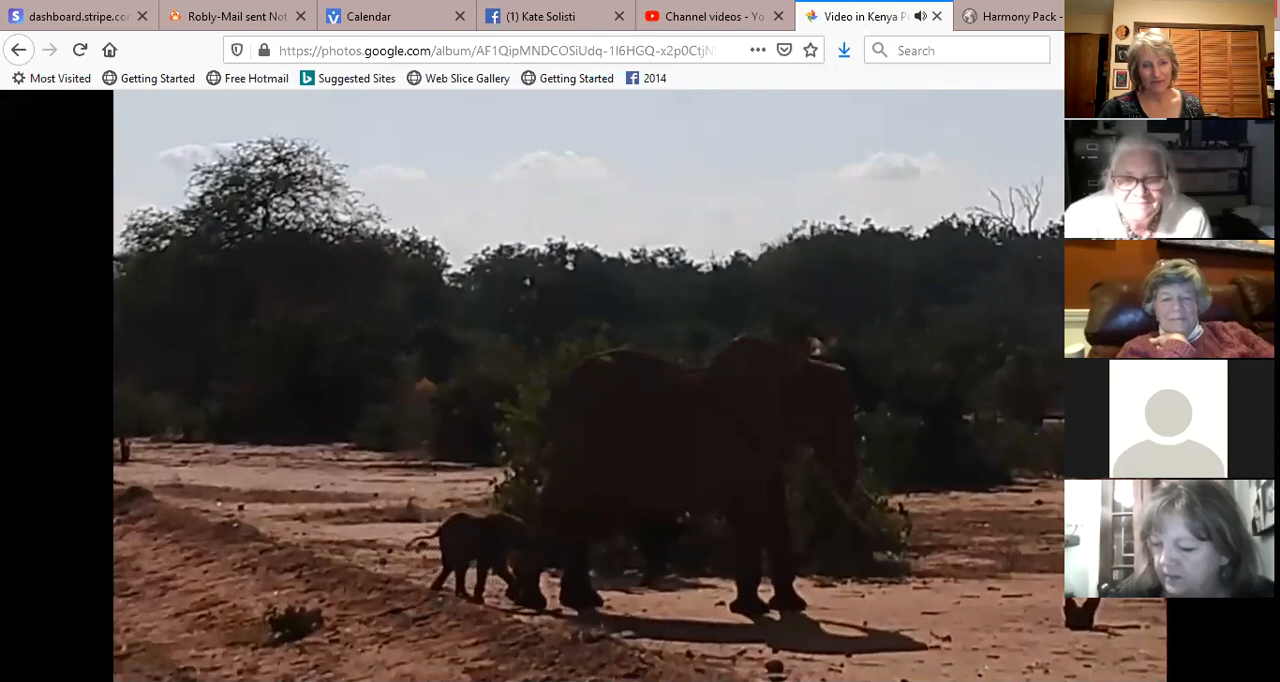 dashboard.stripe.cor
Robly-Mail sent Not
Calendar
(1) Kate Solisti
Channel videos - Yo
Video in Kenya P
Harmony Pack -
https://photos.google.com/album/AF1QipMNDCOSiUdq-1I6HGQ-x2p0CtjN
Search
Most Visited
Getting Started
Free Hotmail
Suggested Sites
Web Slice Gallery
Getting Started
2014